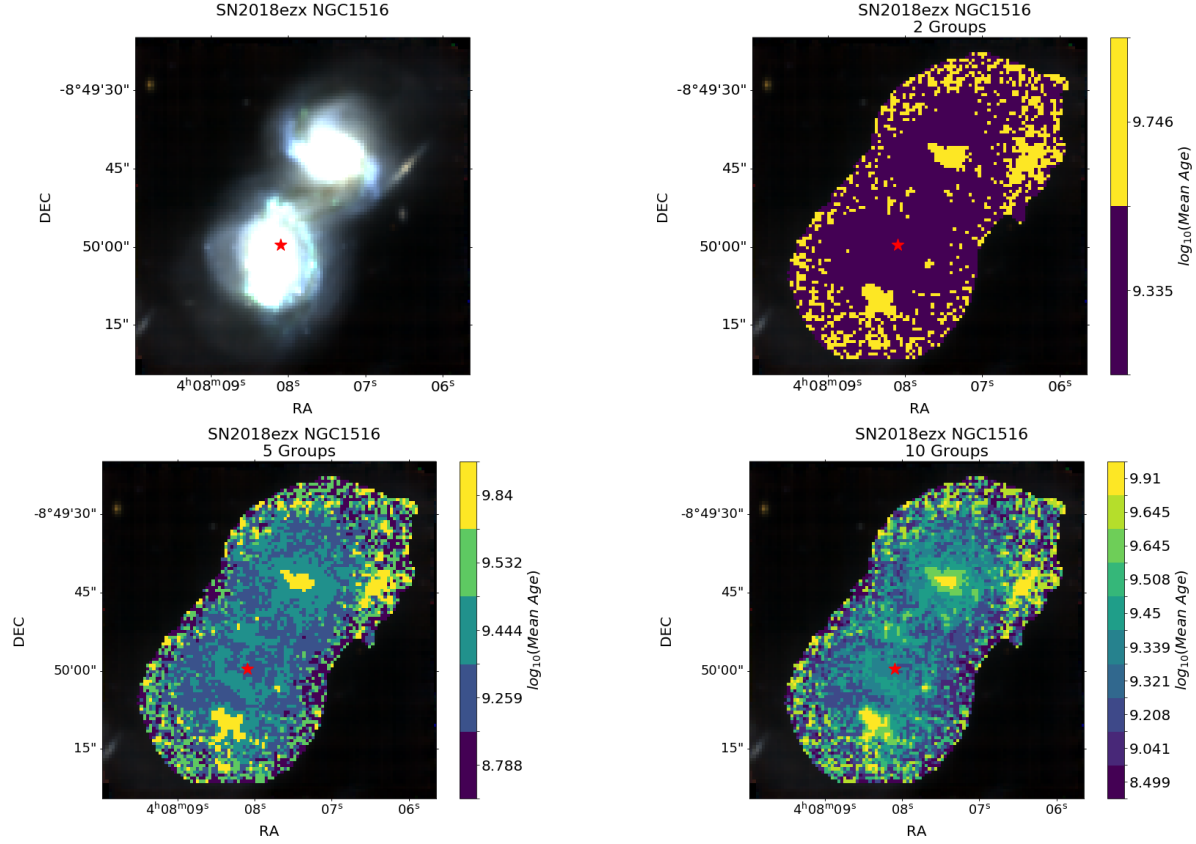 SN2018ezx NGC1516
-8°49'30"
45"
50'00"
15"
DEC
4ʰ08ᵐ09ˢ
08ˢ
07ˢ
06ˢ
RA
SN2018ezx NGC1516
2 Groups
-8°49'30"
45"
50'00"
15"
DEC
4ʰ08ᵐ09ˢ
08ˢ
07ˢ
06ˢ
RA
9.746
9.335
log₁₀(Mean Age)
SN2018ezx NGC1516
5 Groups
-8°49'30"
45"
50'00"
15"
DEC
4ʰ08ᵐ09ˢ
08ˢ
07ˢ
06ˢ
RA
9.84
9.532
9.444
9.259
8.788
log₁₀(Mean Age)
SN2018ezx NGC1516
10 Groups
-8°49'30"
45"
50'00"
15"
DEC
4ʰ08ᵐ09ˢ
08ˢ
07ˢ
06ˢ
RA
9.91
9.645
9.645
9.508
9.45
9.339
9.321
9.208
9.041
8.499
log₁₀(Mean Age)